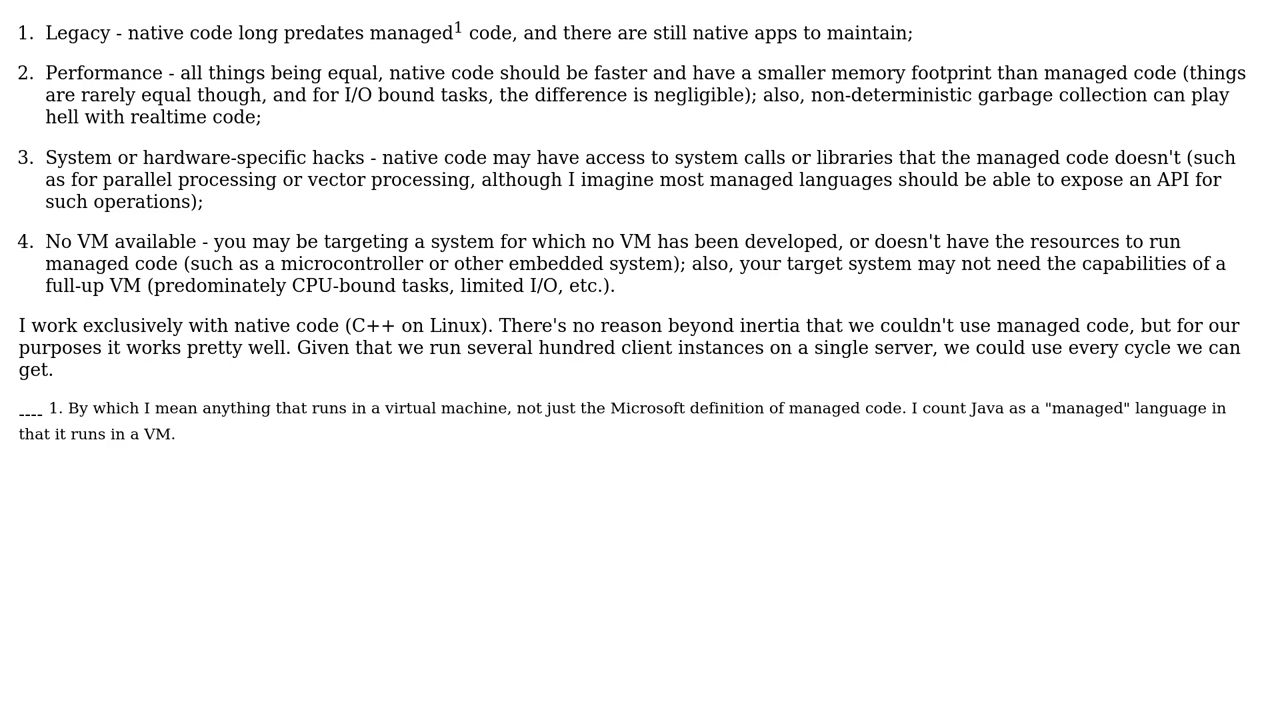 1. Legacy - native code long predates managed1 code, and there are still native apps to maintain;
2. Performance - all things being equal, native code should be faster and have a smaller memory footprint than managed code (things
are rarely equal though, and for I/O bound tasks, the difference is negligible); also, non-deterministic garbage collection can play
hell with realtime code;
3. System or hardware-specific hacks - native code may have access to system calls or libraries that the managed code doesn't (such
as for parallel processing or vector processing, although I imagine most managed languages should be able to expose an API for
such operations);
4. No VM available - you may be targeting a system for which no VM has been developed, or doesn't have the resources to run
managed code (such as a microcontroller or other embedded system); also, your target system may not need the capabilities of a
full-up VM (predominately CPU-bound tasks, limited I/O, etc.).
I work exclusively with native code (C++ on Linux). There's no reason beyond inertia that we couldn't use managed code, but for our
purposes it works pretty well. Given that we run several hundred client instances on a single server, we could use every cycle we can
get.
---- 1. By which I mean anything that runs in a virtual machine, not just the Microsoft definition of managed code. I count Java as a "managed" language in
that it runs in a VM.